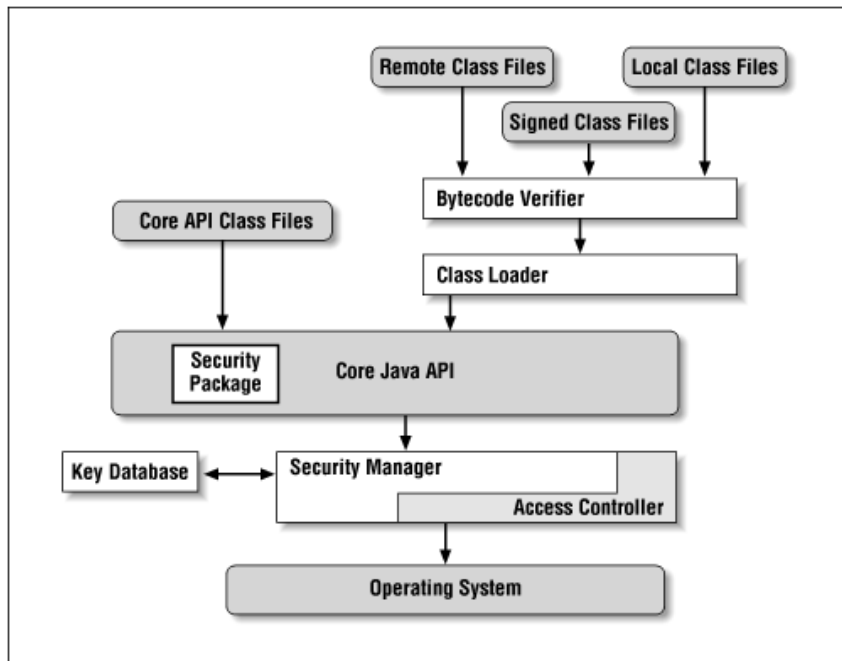 Remote Class Files
Local Class Files
Signed Class Files
Bytecode Verifier
Core API Class Files
Class Loader
Security
Package
Core Java API
Key Database
Security Manager
Access Controller
Operating System